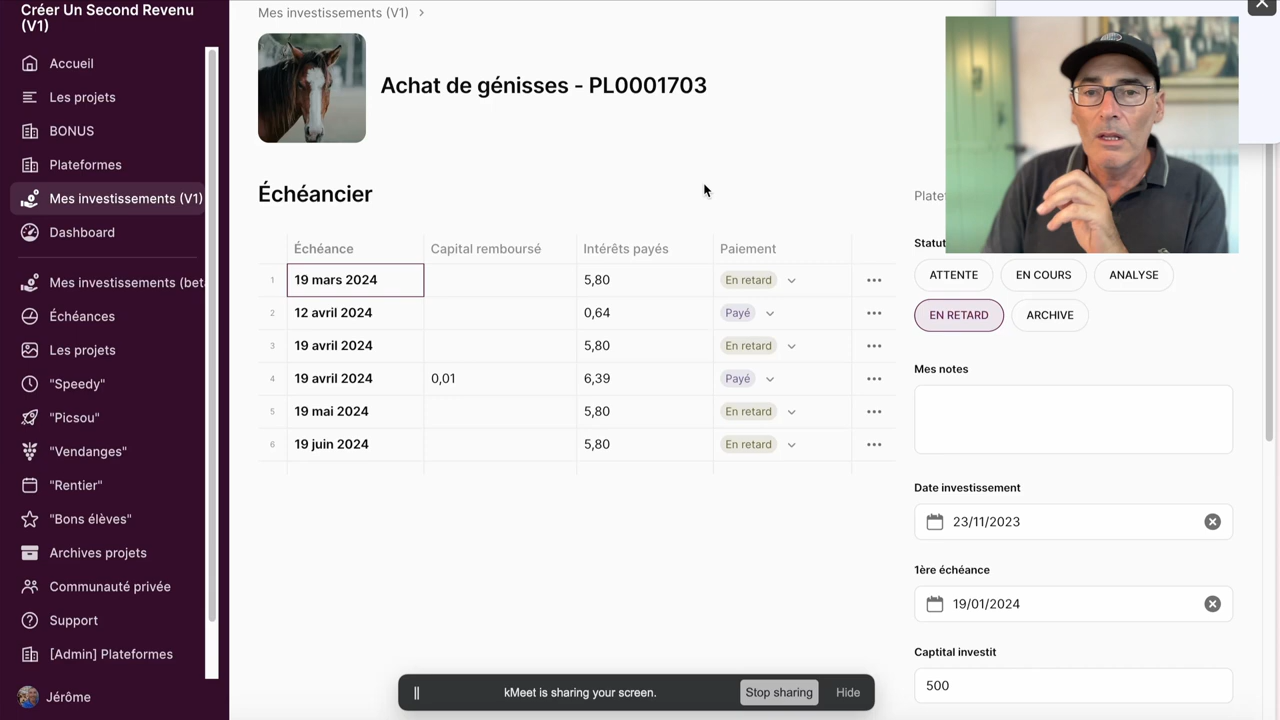 Créer Un Second Revenu
(V1)
Accueil
Les projets
BONUS
Plateformes
Mes investissements (V1)
Dashboard
Mes investissements (bet
Échéances
Les projets
"Speedy"
"Picsou"
"Vendanges"
"Rentier"
"Bons élèves"
Archives projets
Communauté privée
Support
[Admin] Plateformes
Jérôme
Mes investissements (V1) >
Achat de génisses - PL0001703
Échéancier
Échéance Capital remboursé Intérêts payés Paiement
1 19 mars 2024 5,80 En retard
2 12 avril 2024 0,64 Payé
3 19 avril 2024 5,80 En retard
4 19 avril 2024 0,01 6,39 Payé
5 19 mai 2024 5,80 En retard
6 19 juin 2024 5,80 En retard
Platef
Statut
ATTENTE EN COURS ANALYSE
EN RETARD ARCHIVE
Mes notes
Date investissement
23/11/2023
1ère échéance
19/01/2024
Captital investit
500
kMeet is sharing your screen. Stop sharing Hide